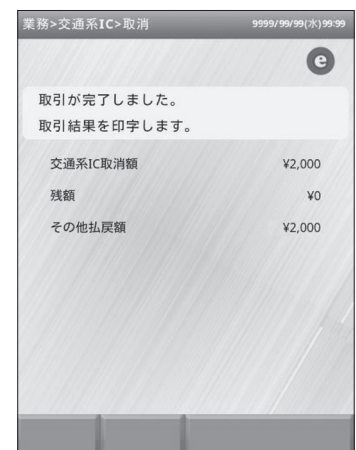 業務>交通系IC>取消 9999/99/99(水)99:99
e
取引が完了しました。
取引結果を印字します。
交通系IC取消額 ¥2,000
残額 ¥0
その他払戻額 ¥2,000